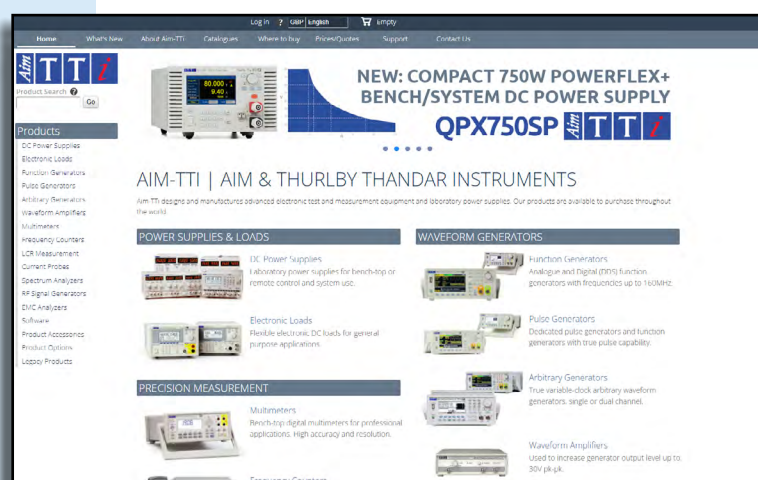 Log in ? GBP English Empty
Home What's New About Aim-TTi Catalogues Where to buy Prices/Quotes Support Contact Us
Aim TTi
Product Search ?
Go
NEW: COMPACT 750W POWERFLEX+
BENCH/SYSTEM DC POWER SUPPLY
QPX750SP Aim TTi
80.000
9.40
Products
DC Power Supplies
Electronic Loads
Function Generators
Pulse Generators
Arbitrary Generators
Waveform Amplifiers
Multimeters
Frequency Counters
LCR Measurement
Current Probes
Spectrum Analyzers
RF Signal Generators
EMC Analyzers
Software
Product Accessories
Product Options
Legacy Products
AIM-TTI | AIM & THURLBY THANDAR INSTRUMENTS
Aim-TTi designs and manufactures advanced electronic test and measurement equipment and laboratory power supplies. Our products are available to purchase throughout
the world.
POWER SUPPLIES & LOADS
DC Power Supplies
Laboratory power supplies for bench-top or
remote control and system use.
Electronic Loads
Flexible electronic DC loads for general
purpose applications.
PRECISION MEASUREMENT
Multimeters
Bench-top digital multimeters for professional
applications. High accuracy and resolution.
Frequency Counters
WAVEFORM GENERATORS
Function Generators
Analogue and Digital (DDS) function
generators with frequencies up to 160MHz.
Pulse Generators
Dedicated pulse generators and function
generators with true pulse capability.
Arbitrary Generators
True variable-clock arbitrary waveform
generators. single or dual channel.
Waveform Amplifiers
Used to increase generator output level up to
30V pk-pk.